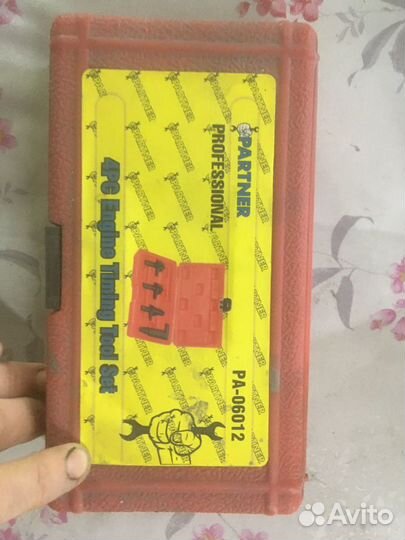 PARTNER
PROFESSIONAL
4PC Engine Timing Tool Set
PA-06012
Avito